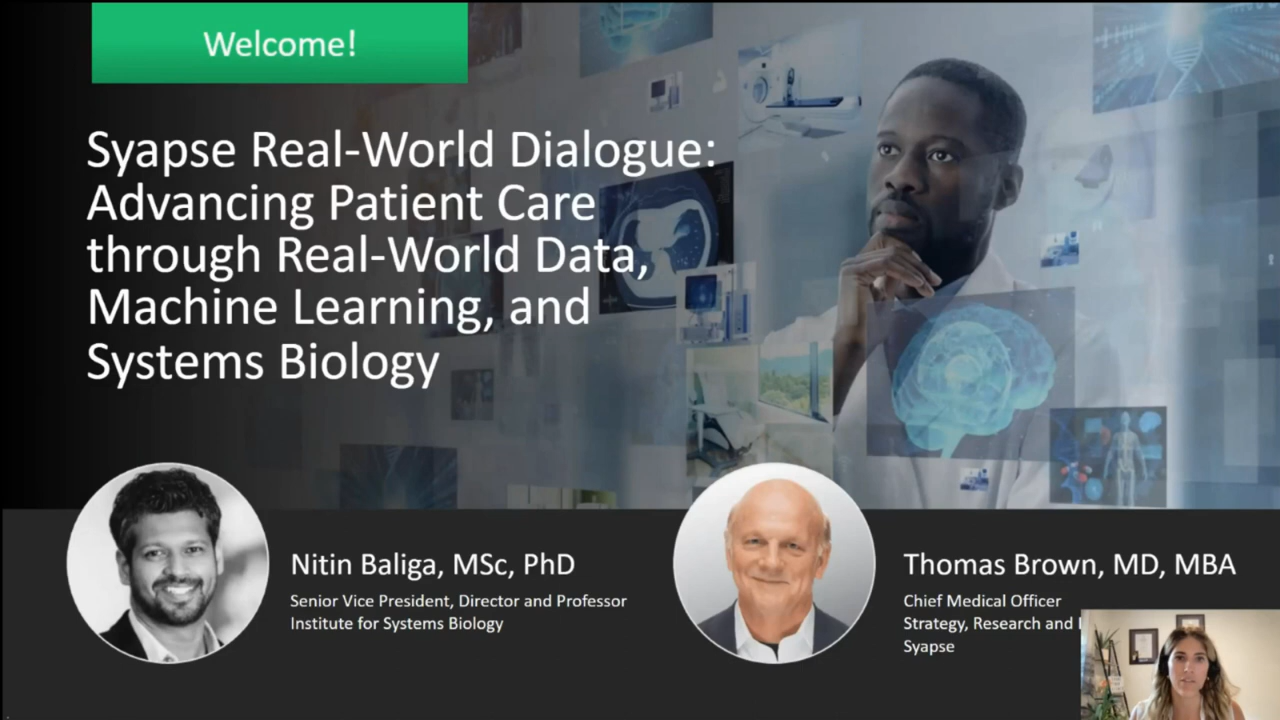 Welcome!
Syapse Real-World Dialogue:
Advancing Patient Care
through Real-World Data,
Machine Learning, and
Systems Biology
Nitin Baliga, MSc, PhD
Senior Vice President, Director and Professor
Institute for Systems Biology
Thomas Brown, MD, MBA
Chief Medical Officer
Strategy, Research and
Syapse